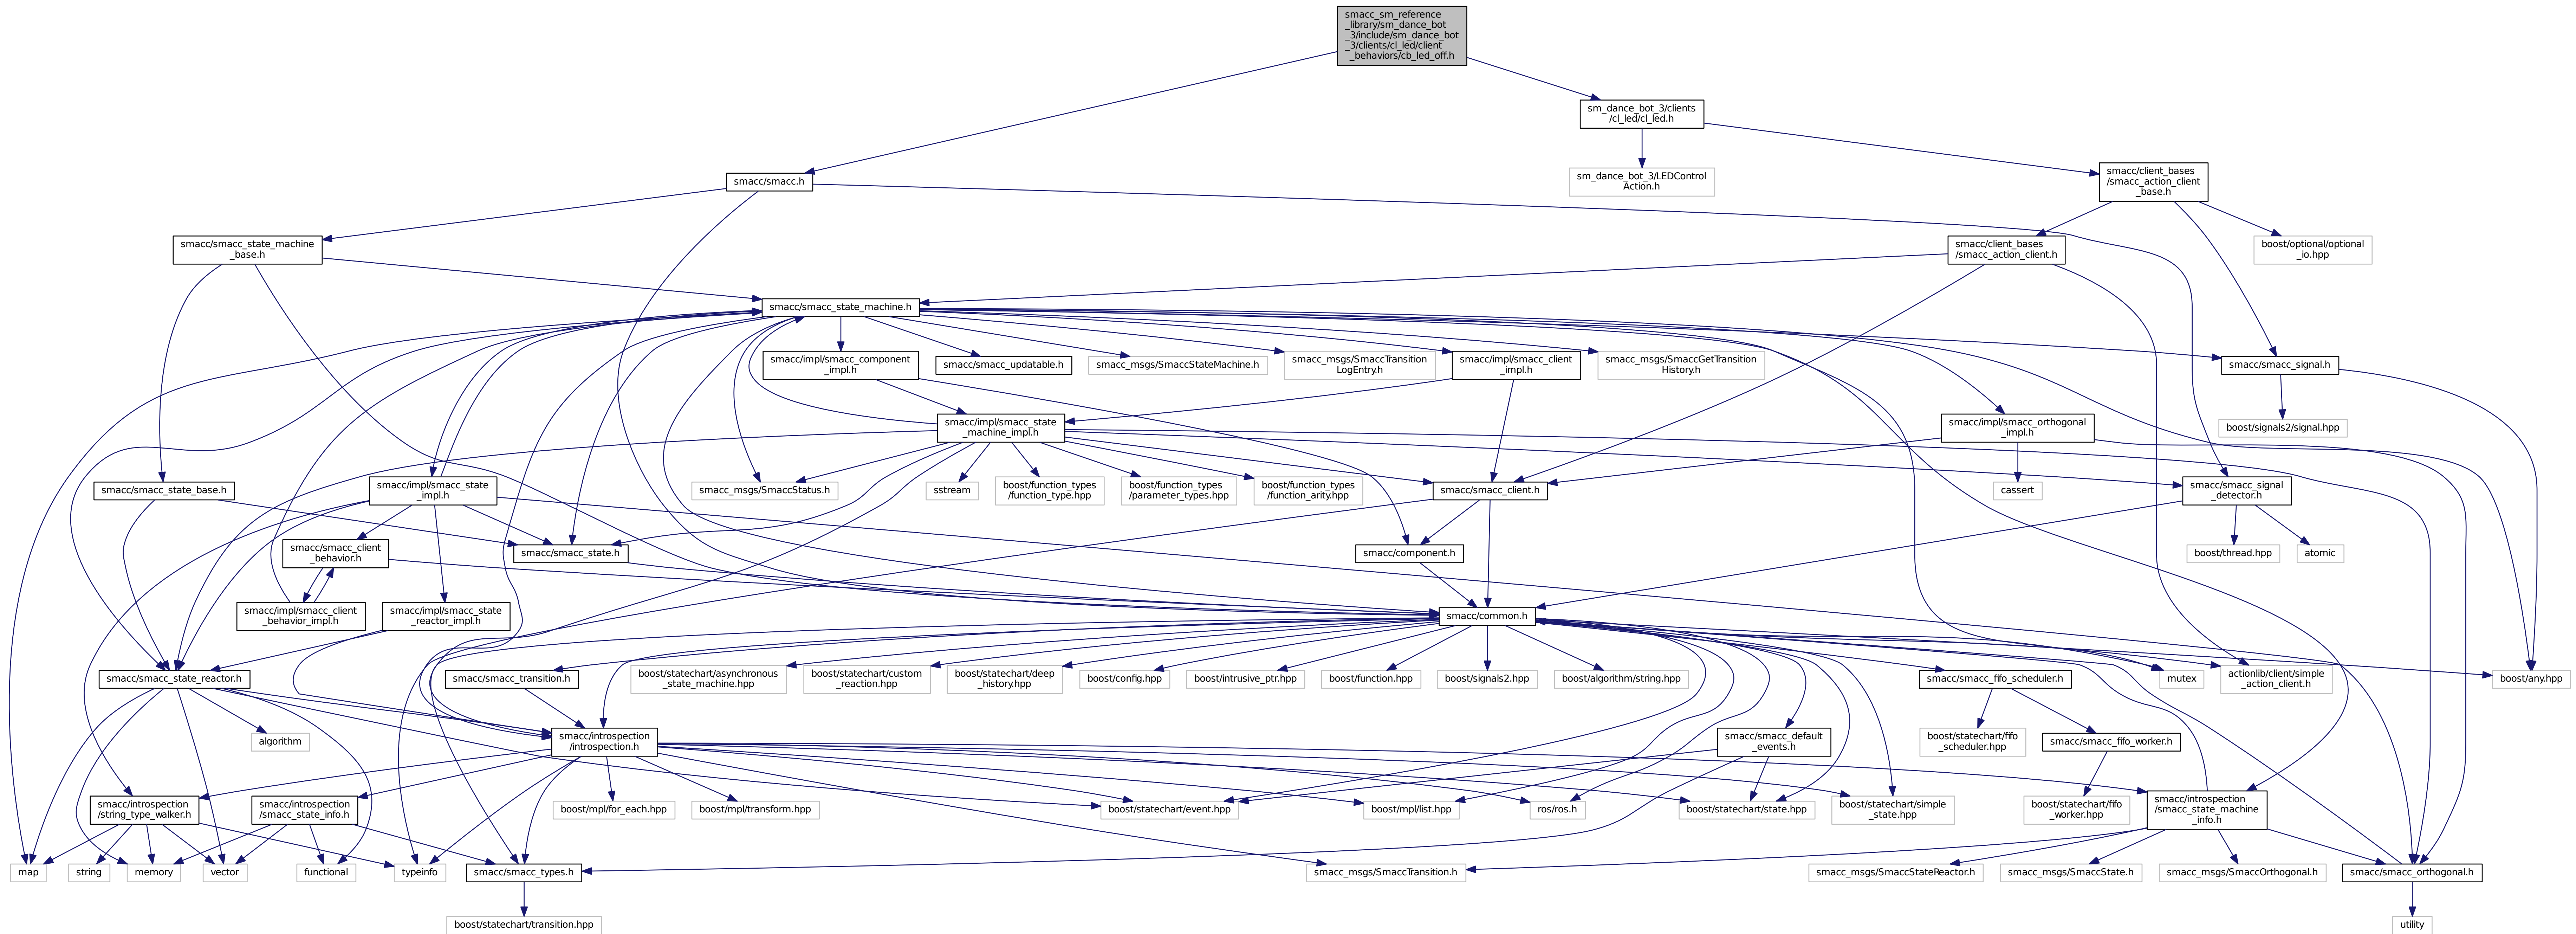 smacc_sm_reference
_library/sm_dance_bot
_3/include/sm_dance_bot
_3/clients/cl_led/client
_behaviors/cb_led_off.h
sm_dance_bot_3/clients
/cl_led/cl_led.h
smacc/smacc.h
sm_dance_bot_3/LEDControl
Action.h
smacc/client_bases
/smacc_action_client
_base.h
smacc/smacc_state_machine
_base.h
smacc/client_bases
/smacc_action_client.h
boost/optional/optional
_io.hpp
smacc/smacc_state_machine.h
smacc/impl/smacc_component
_impl.h
smacc/smacc_updatable.h
smacc_msgs/SmaccStateMachine.h
smacc_msgs/SmaccTransition
LogEntry.h
smacc/impl/smacc_client
_impl.h
smacc_msgs/SmaccGetTransition
History.h
smacc/smacc_signal.h
smacc/impl/smacc_state
_machine_impl.h
smacc/impl/smacc_orthogonal
_impl.h
boost/signals2/signal.hpp
smacc/smacc_state_base.h
smacc/impl/smacc_state
_impl.h
smacc_msgs/SmaccStatus.h
sstream
boost/function_types
/function_type.hpp
boost/function_types
/parameter_types.hpp
boost/function_types
/function_arity.hpp
smacc/smacc_client.h
cassert
smacc/smacc_signal
_detector.h
smacc/smacc_client
_behavior.h
smacc/smacc_state.h
smacc/component.h
boost/thread.hpp
atomic
smacc/impl/smacc_client
_behavior_impl.h
smacc/impl/smacc_state
_reactor_impl.h
smacc/common.h
smacc/smacc_state_reactor.h
smacc/smacc_transition.h
boost/statechart/asynchronous
_state_machine.hpp
boost/statechart/custom
_reaction.hpp
boost/statechart/deep
_history.hpp
boost/config.hpp
boost/intrusive_ptr.hpp
boost/function.hpp
boost/signals2.hpp
boost/algorithm/string.hpp
smacc/smacc_fifo_scheduler.h
mutex
actionlib/client/simple
_action_client.h
boost/any.hpp
algorithm
smacc/introspection
/introspection.h
smacc/smacc_default
_events.h
boost/statechart/fifo
_scheduler.hpp
smacc/smacc_fifo_worker.h
smacc/introspection
/string_type_walker.h
smacc/introspection
/smacc_state_info.h
boost/mpl/for_each.hpp
boost/mpl/transform.hpp
boost/statechart/event.hpp
boost/mpl/list.hpp
ros/ros.h
boost/statechart/state.hpp
boost/statechart/simple
_state.hpp
boost/statechart/fifo
_worker.hpp
smacc/introspection
/smacc_state_machine
_info.h
map
string
memory
vector
functional
typeinfo
smacc/smacc_types.h
smacc_msgs/SmaccTransition.h
smacc_msgs/SmaccStateReactor.h
smacc_msgs/SmaccState.h
smacc_msgs/SmaccOrthogonal.h
smacc/smacc_orthogonal.h
boost/statechart/transition.hpp
utility